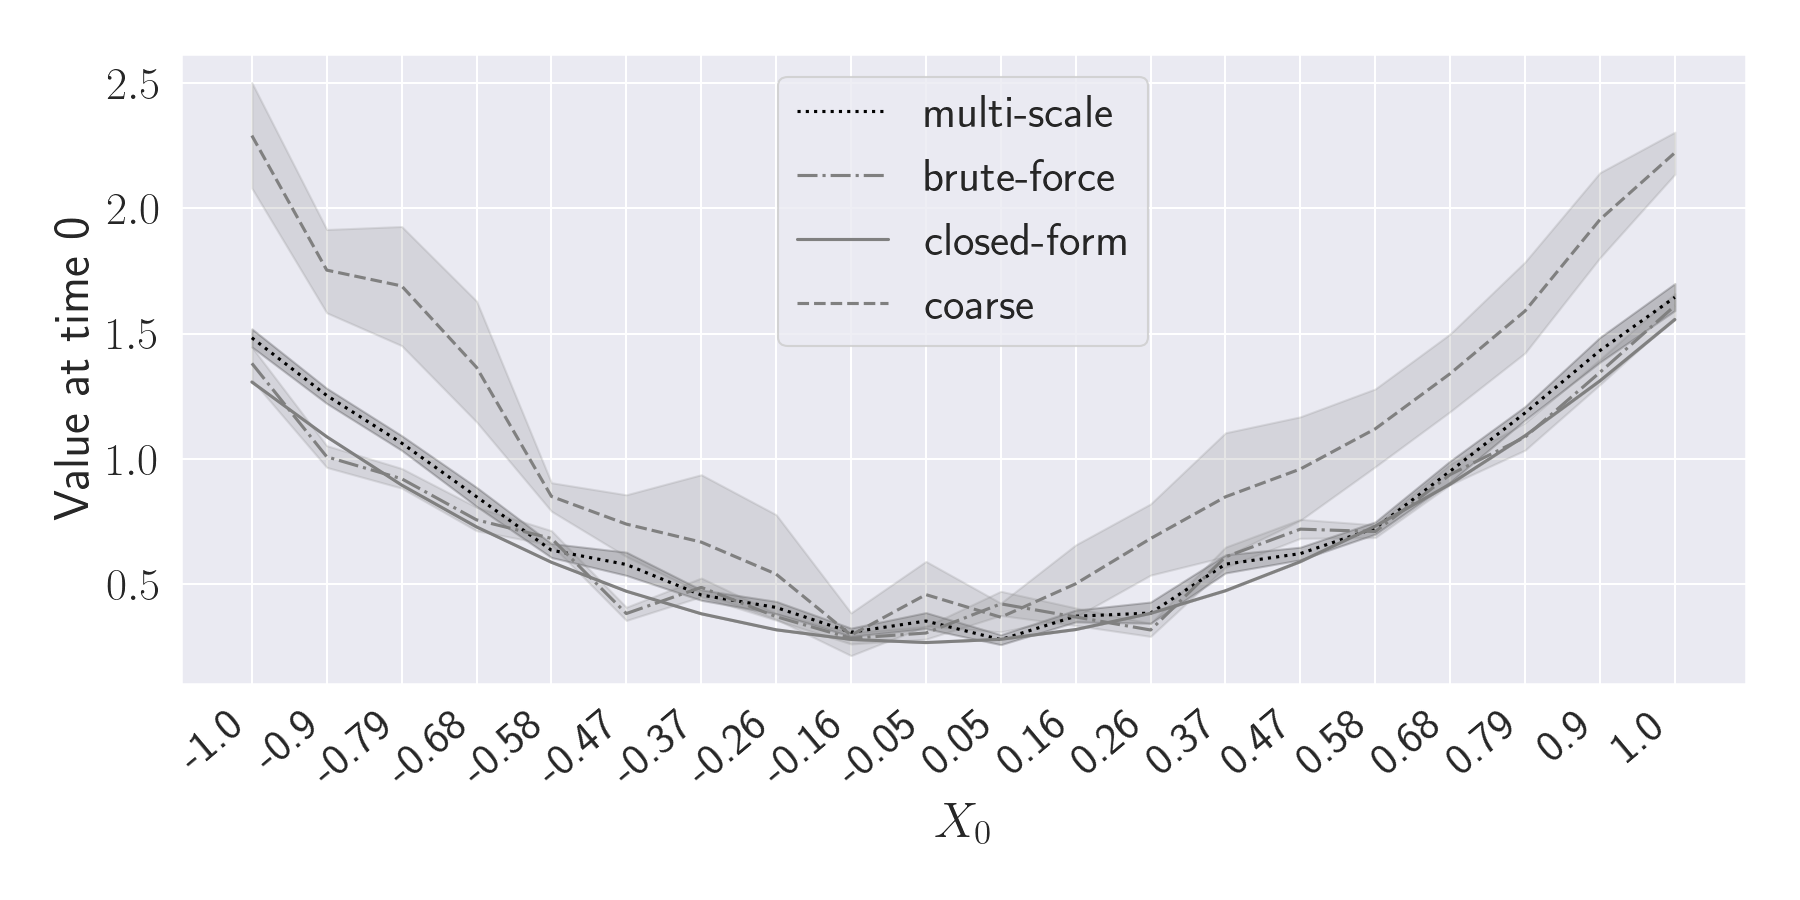 2.5
2.0
1.5
1.0
0.5
Value at time 0
multi-scale
brute-force
closed-form
coarse
-1.0 -0.9 -0.79 -0.68 -0.58 -0.47 -0.37 -0.26 -0.16 -0.05 0.05 0.16 0.26 0.37 0.47 0.58 0.68 0.79 0.9 1.0
X₀